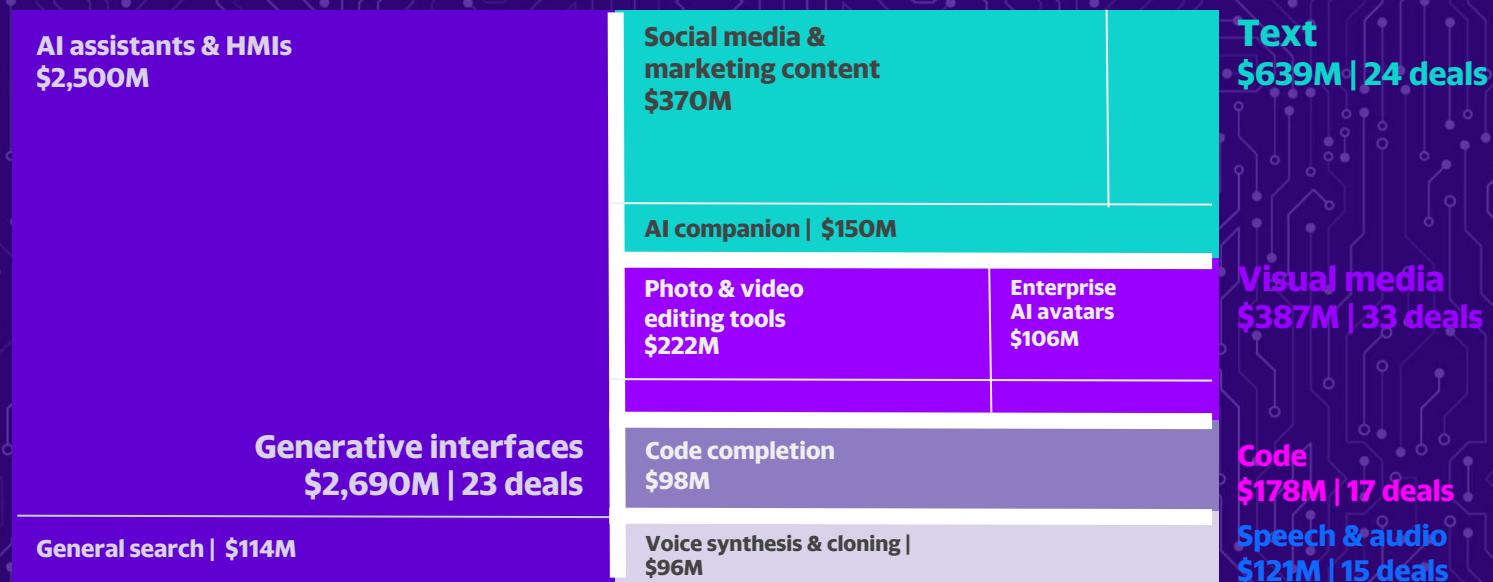 AI assistants & HMIs
$2,500M
Generative interfaces
$2,690M | 23 deals
General search | $114M
Social media &
marketing content
$370M
AI companion | $150M
Text
$639M | 24 deals
Photo & video
editing tools
$222M
Enterprise
AI avatars
$106M
Visual media
$387M | 33 deals
Code completion
$98M
Code
$178M | 17 deals
Voice synthesis & cloning |
$96M
Speech & audio
$121M | 15 deals